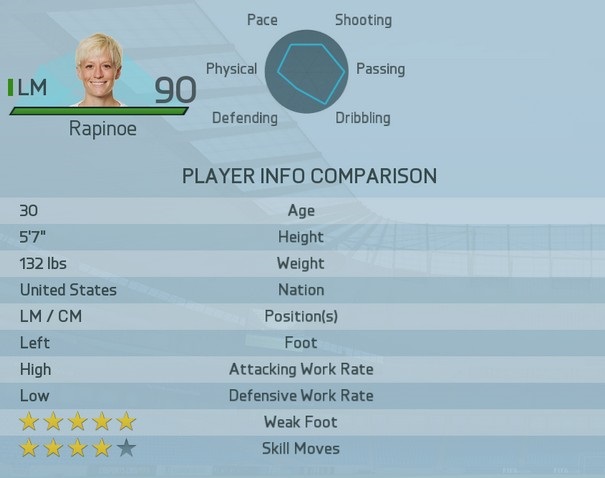 Pace Shooting
Physical Passing
Defending Dribbling
LM 90
Rapinoe
PLAYER INFO COMPARISON
30 Age
5'7" Height
132 lbs Weight
United States Nation
LM / CM Position(s)
Left Foot
High Attacking Work Rate
Low Defensive Work Rate
Weak Foot
Skill Moves